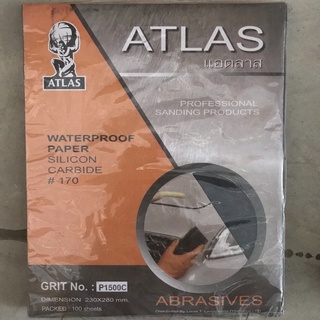 ATLAS
ATLAS
แอตลาส
PROFESSIONAL
SANDING PRODUCTS
WATERPROOF
PAPER
SILICON
CARBIDE
# 170
GRIT No. : P1500C
DIMENSION 230X280 mm.
PACKED : 100 sheets
ABRASIVES